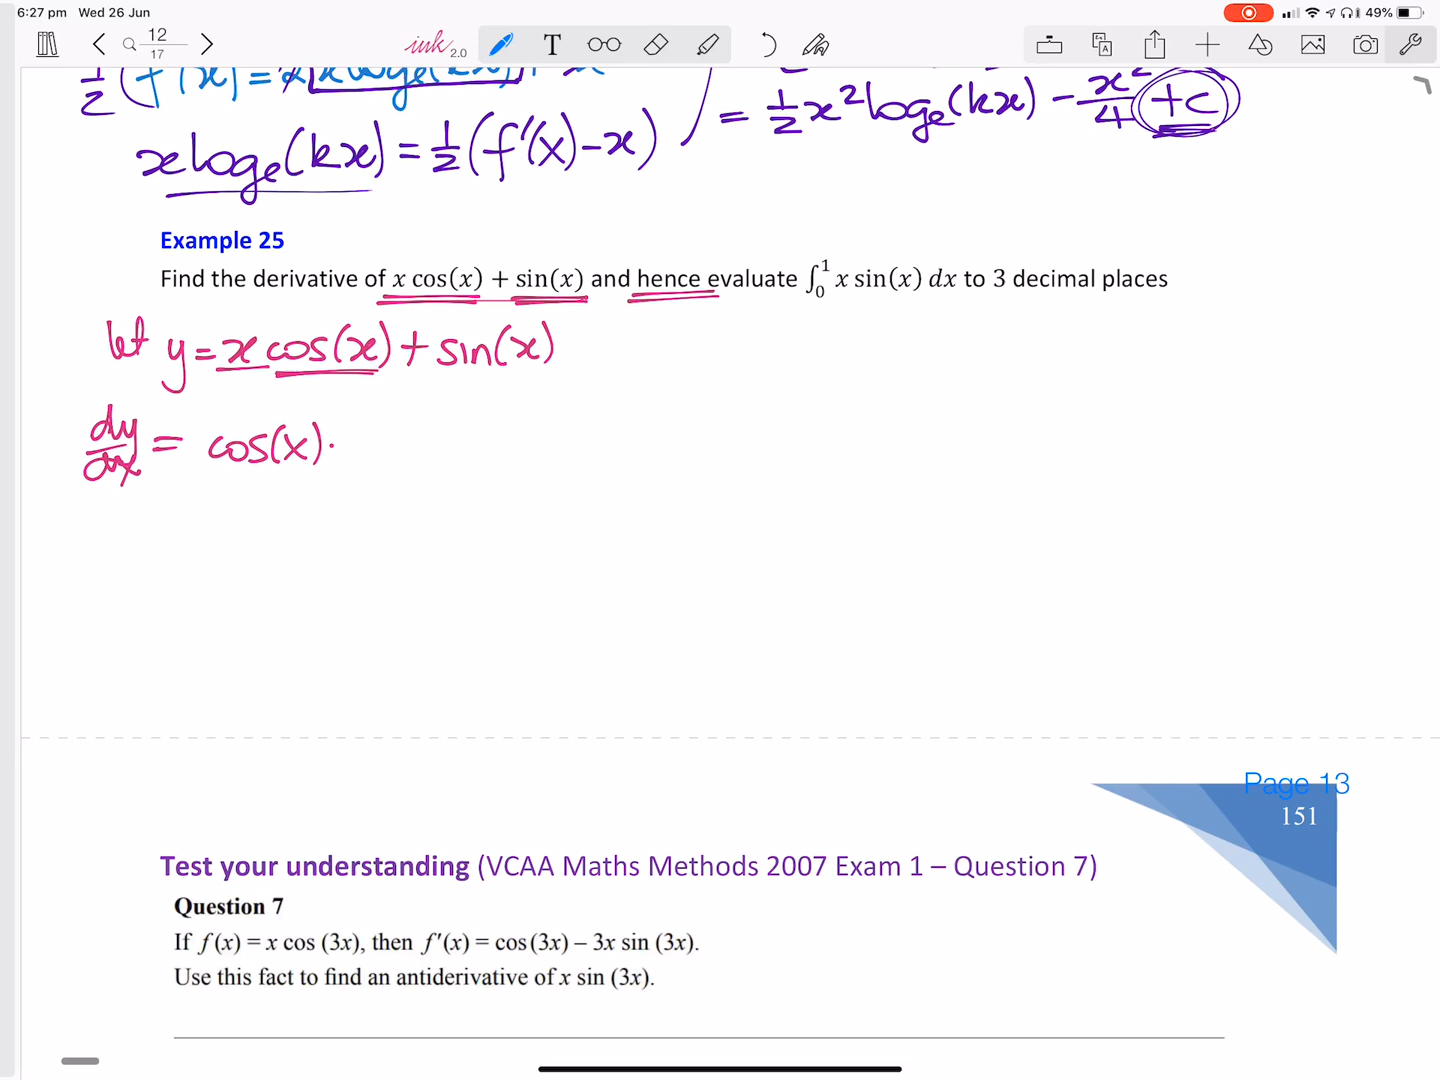 6:27 pm Wed 26 Jun
49%
12
17
ink 2.0
T
= ½x²logₑ(kx) − x²/4 + c
x logₑ(kx) = ½(f'(x) − x)
Example 25
Find the derivative of x cos(x) + sin(x) and hence evaluate ∫₀¹ x sin(x) dx to 3 decimal places
let y = x cos(x) + sin(x)
dy/dx = cos(x) ·
Page 13
151
Test your understanding (VCAA Maths Methods 2007 Exam 1 – Question 7)
Question 7
If f(x) = x cos (3x), then f′(x) = cos (3x) – 3x sin (3x).
Use this fact to find an antiderivative of x sin (3x).